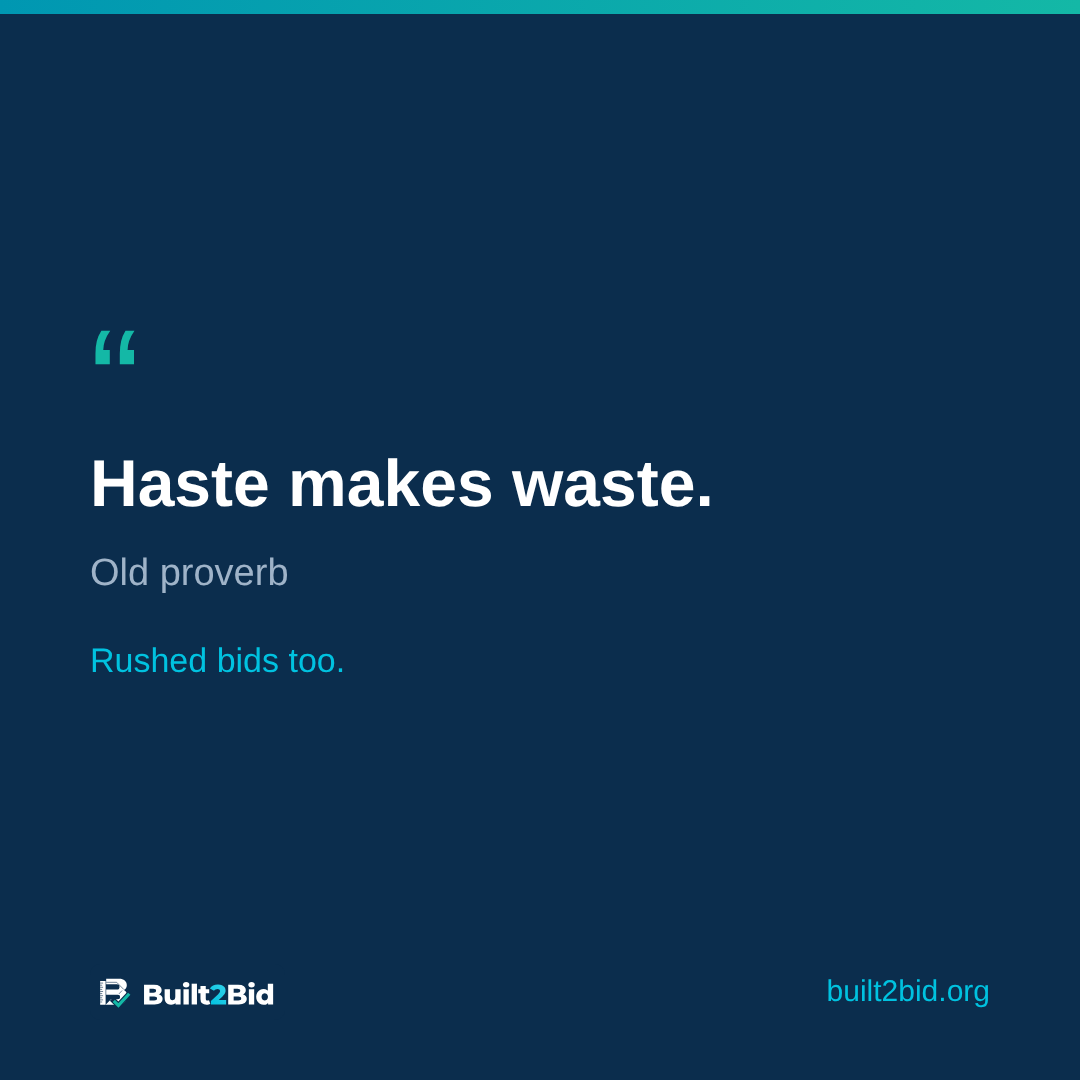 “
Haste makes waste.
Old proverb
Rushed bids too.
Built2Bid
built2bid.org